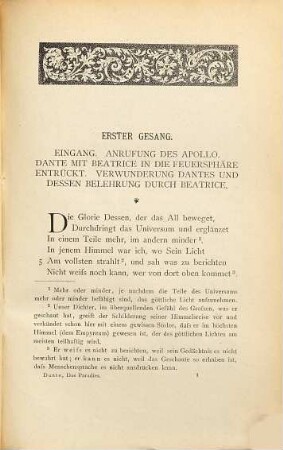 ERSTER GESANG.
EINGANG. ANRUFUNG DES APOLLO.
DANTE MIT BEATRICE IN DIE FEUERSPHÄRE
ENTRÜCKT. VERWUNDERUNG DANTES UND
DESSEN BELEHRUNG DURCH BEATRICE.
Die Glorie Dessen, der das All beweget,
Durchdringt das Universum und erglänzet
In einem Teile mehr, im andern minder ¹.
In jenem Himmel war ich, wo Sein Licht
5 Am vollsten strahlt ², und sah was zu berichten
Nicht weifs noch kann, wer von dort oben kommet ³.
¹ Mehr oder minder, je nachdem die Teile des Universums
mehr oder minder befähigt sind, das göttliche Licht aufzunehmen.
² Unser Dichter, im überquellenden Gefühl des Großen, was er
geschaut hat, greift der Schilderung seiner Himmelsreise vor und
verkündet schon hier mit einem gewissen Stolze, dafs er im höchsten
Himmel (dem Empyreum) gewesen ist, der des göttlichen Lichtes am
meisten teilhaftig ist.
³ Er weifs es nicht zu berichten, weil sein Gedächtnis es nicht
bewahrt hat; er kann es nicht, weil das Geschaute so erhaben ist,
dafs Menschensprache es nicht ausdrücken kann.
Dante, Das Paradies. 1